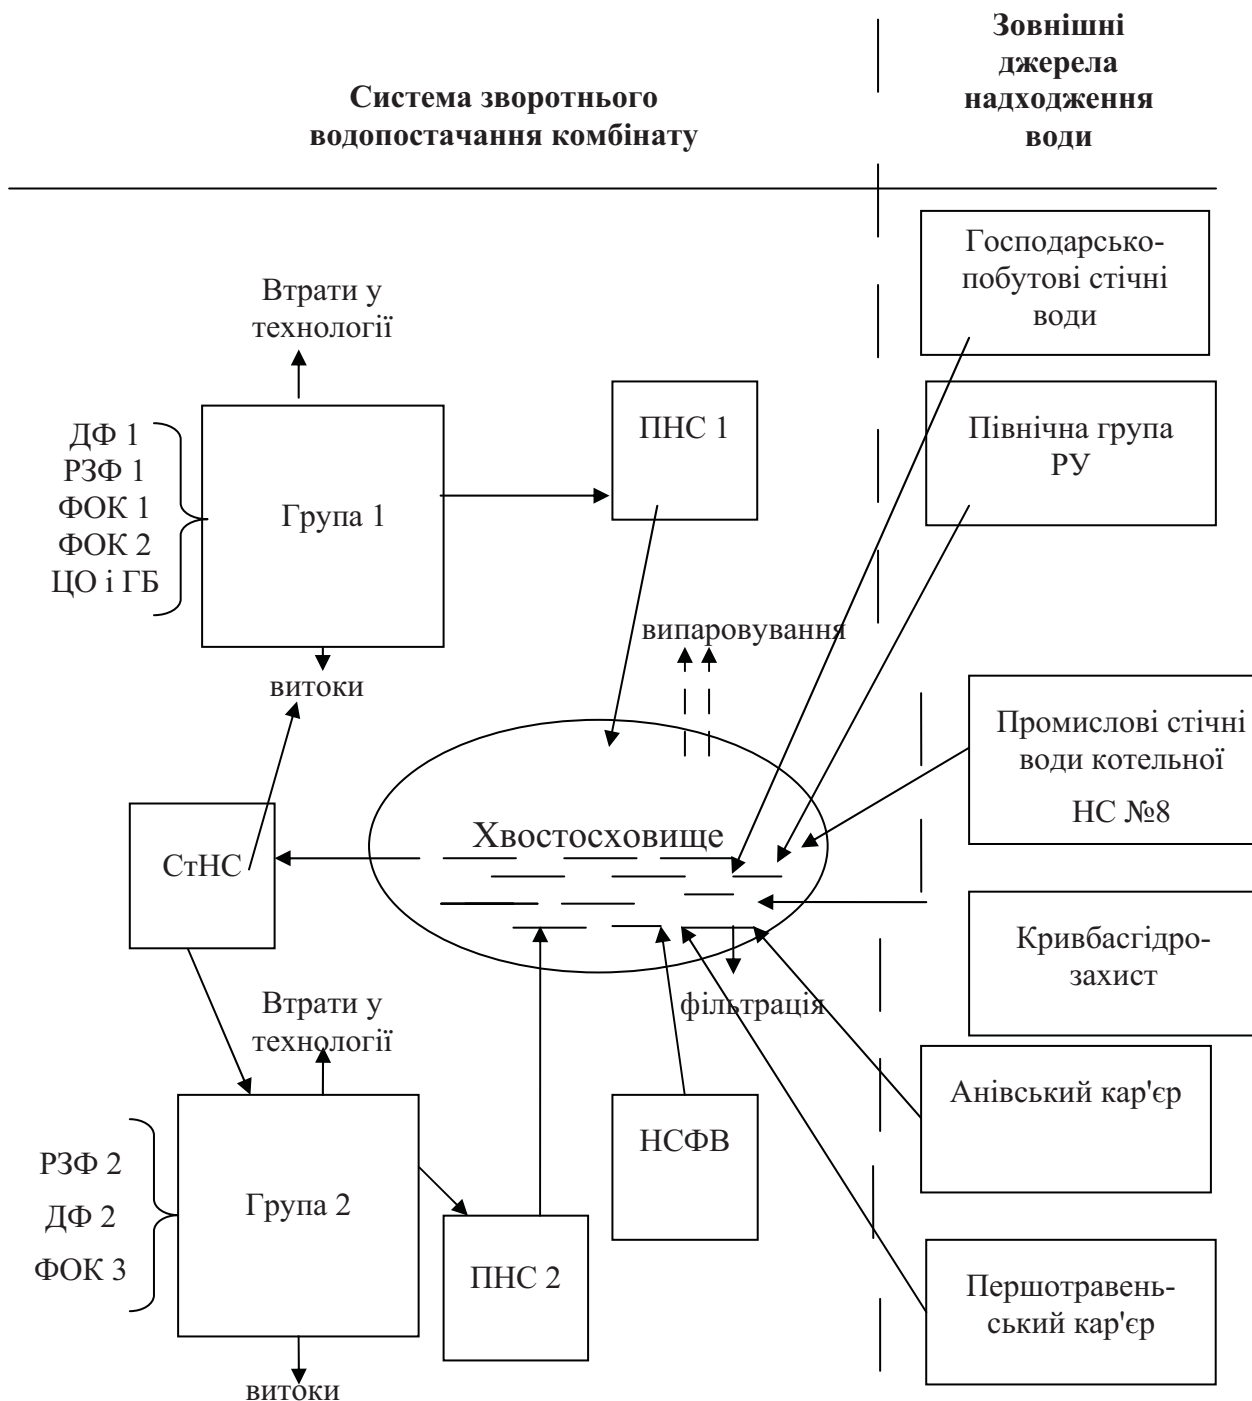 Система зворотнього
водопостачання комбінату
Зовнішні
джерела
надходження
води
Господарсько-
побутові стічні
води
Втрати у
технології
ДФ 1
РЗФ 1
ФОК 1
ФОК 2
ЦО і ГБ
Група 1
ПНС 1
Північна група
РУ
випаровування
витоки
Промислові стічні
води котельної
НС №8
Хвостосховище
СтНС
Кривбасгідро-
захист
Втрати у
технології
фільтрація
Анівський кар'єр
РЗФ 2
ДФ 2
ФОК 3
Група 2
ПНС 2
НСФВ
Першотравень-
ський кар'єр
витоки